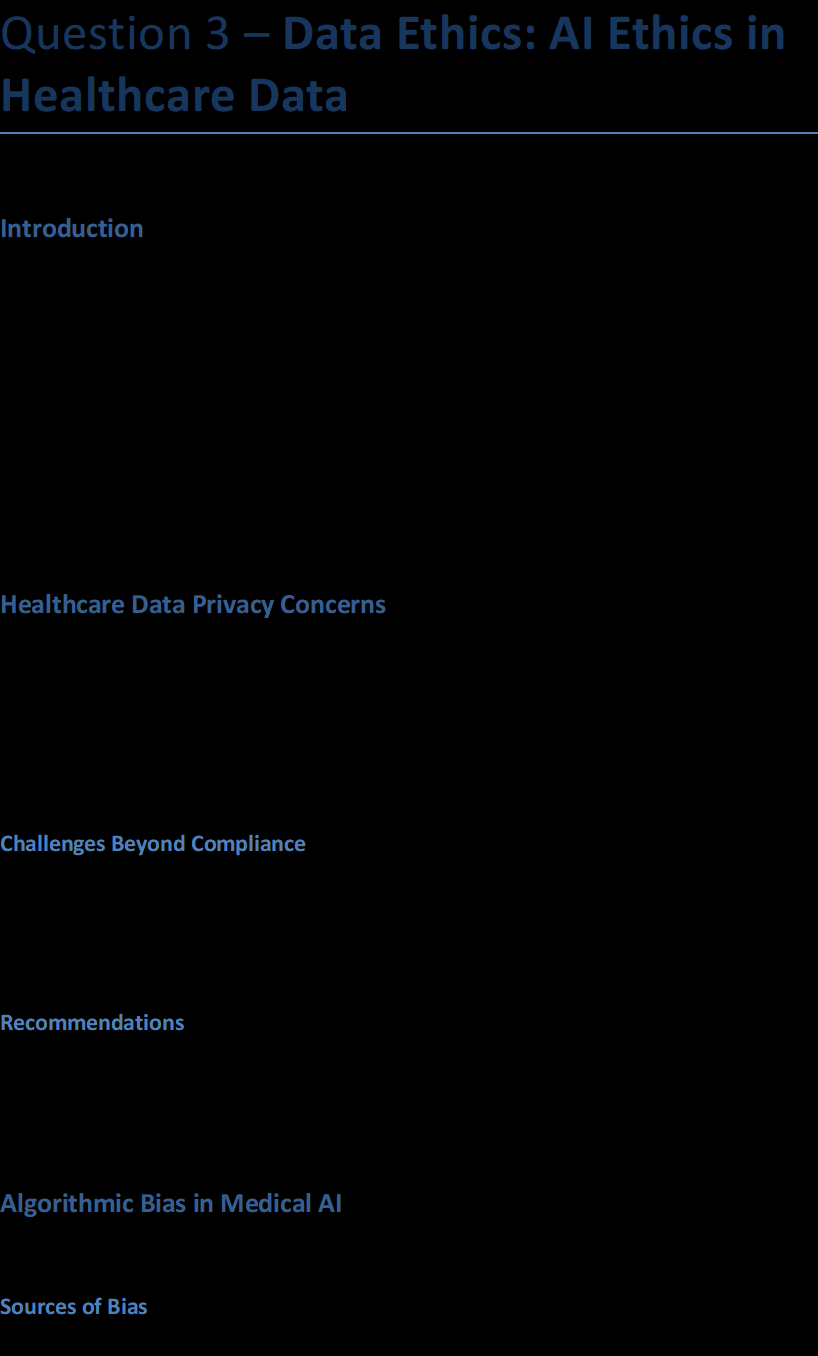 Question 3 – Data Ethics: AI Ethics in
Healthcare Data
Introduction
Healthcare Data Privacy Concerns
Challenges Beyond Compliance
Recommendations
Algorithmic Bias in Medical AI
Sources of Bias